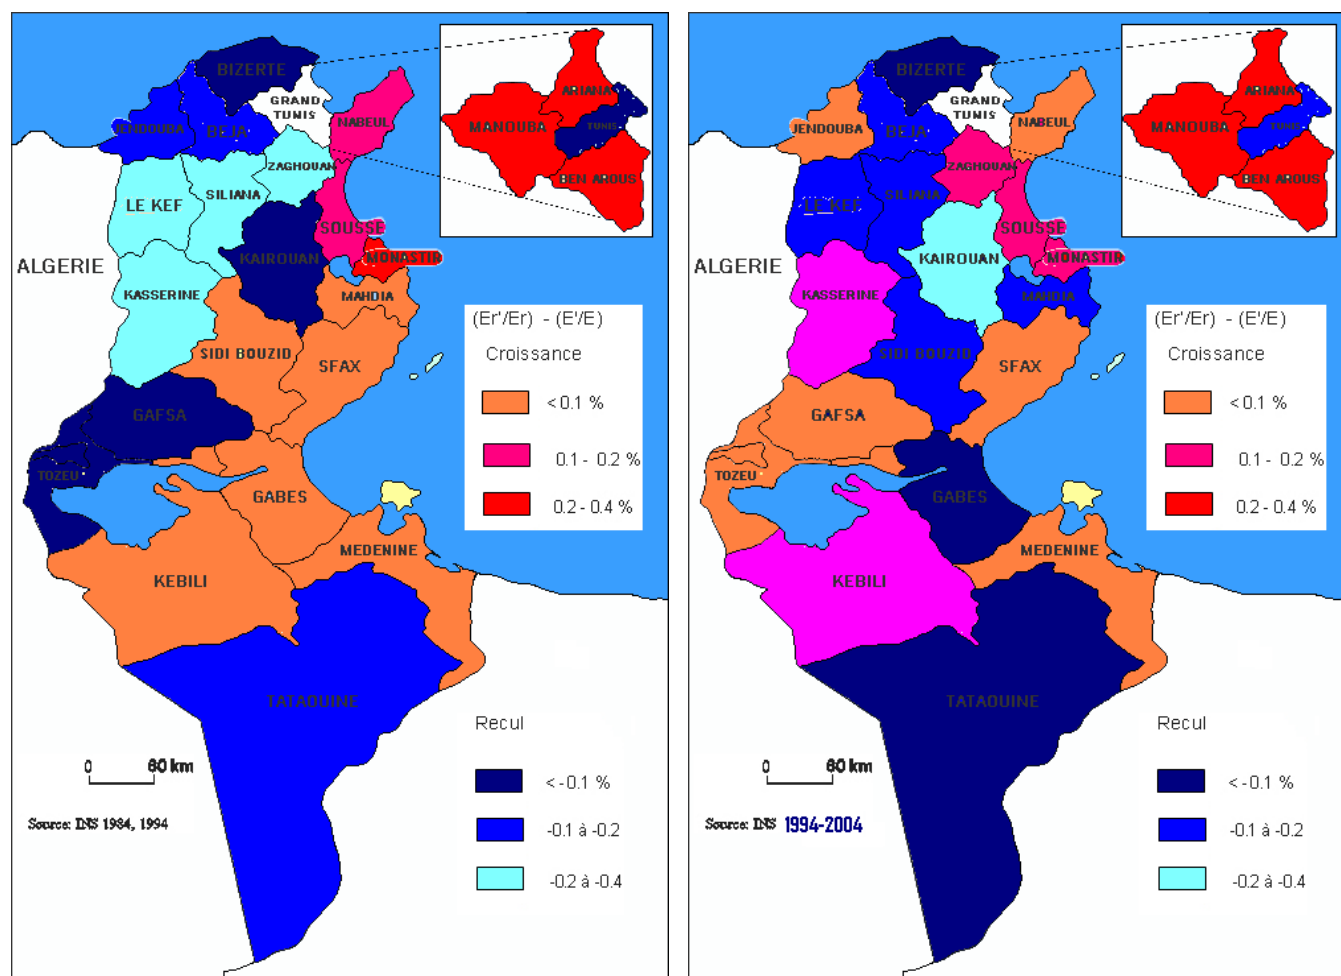 BIZERTE
GRAND
TUNIS
NABEUL
JENDOUBA
BEJA
ZAGHOUAN
LE KEF
SILIANA
SOUSSE
KAIROUAN
MONASTIR
ALGERIE
KASSERINE
MAHDIA
SIDI BOUZID
SFAX
GAFSA
TOZEU
GABES
MEDENINE
KEBILI
TATAOUINE
ARIANA
MANOUBA
TUNIS
BEN AROUS
(Er'/Er) - (E'/E)
Croissance
< 0.1 %
0.1 - 0.2 %
0.2 - 0.4 %
Recul
< -0.1 %
-0.1 à -0.2
-0.2 à -0.4
0 60 km
Source: INS 1984, 1994
BIZERTE
GRAND
TUNIS
NABEUL
JENDOUBA
BEJA
ZAGHOUAN
LE KEF
SILIANA
SOUSSE
KAIROUAN
MONASTIR
ALGERIE
KASSERINE
MAHDIA
SIDI BOUZID
SFAX
GAFSA
TOZEU
GABES
MEDENINE
KEBILI
TATAOUINE
ARIANA
MANOUBA
TUNIS
BEN AROUS
(Er'/Er) - (E'/E)
Croissance
<0.1 %
0.1 - 0.2 %
0.2 - 0.4 %
Recul
< -0.1 %
-0.1 à -0.2
-0.2 à -0.4
0 60 km
Source: INS 1994-2004